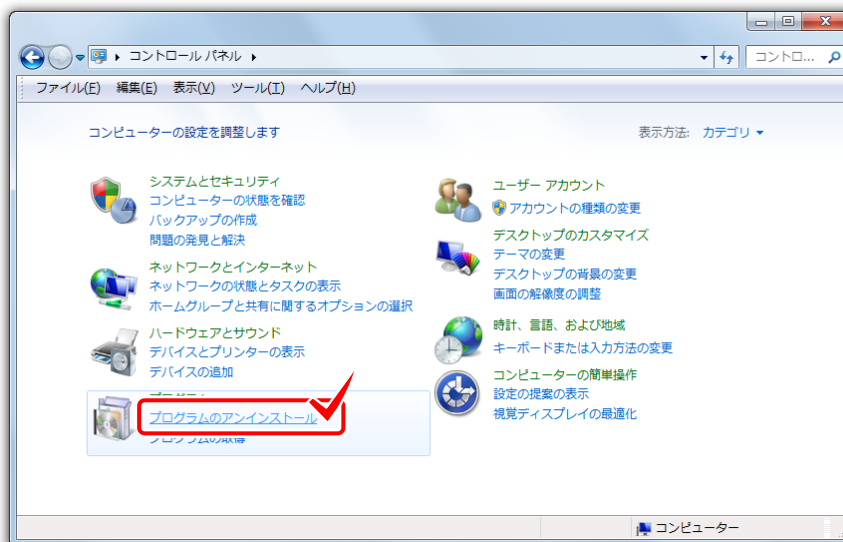 コントロール パネル
コントロ...
ファイル(F) 編集(E) 表示(V) ツール(T) ヘルプ(H)
コンピューターの設定を調整します
表示方法: カテゴリ
システムとセキュリティ
コンピューターの状態を確認
バックアップの作成
問題の発見と解決
ネットワークとインターネット
ネットワークの状態とタスクの表示
ホームグループと共有に関するオプションの選択
ハードウェアとサウンド
デバイスとプリンターの表示
デバイスの追加
プログラム
プログラムのアンインストール
プログラムの取得
ユーザー アカウント
アカウントの種類の変更
デスクトップのカスタマイズ
テーマの変更
デスクトップの背景の変更
画面の解像度の調整
時計、言語、および地域
キーボードまたは入力方法の変更
コンピューターの簡単操作
設定の提案の表示
視覚ディスプレイの最適化
コンピューター